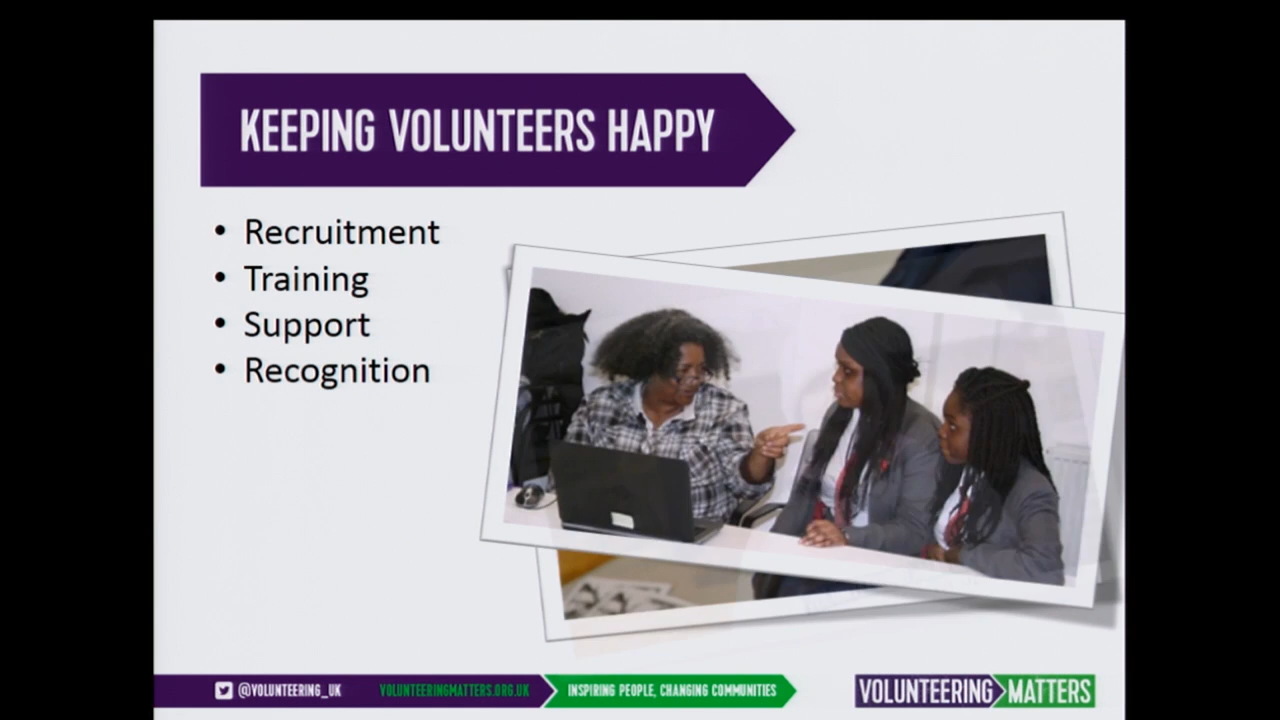 KEEPING VOLUNTEERS HAPPY
• Recruitment
• Training
• Support
• Recognition
@VOLUNTEERING_UK VOLUNTEERINGMATTERS.ORG.UK INSPIRING PEOPLE, CHANGING COMMUNITIES VOLUNTEERING MATTERS